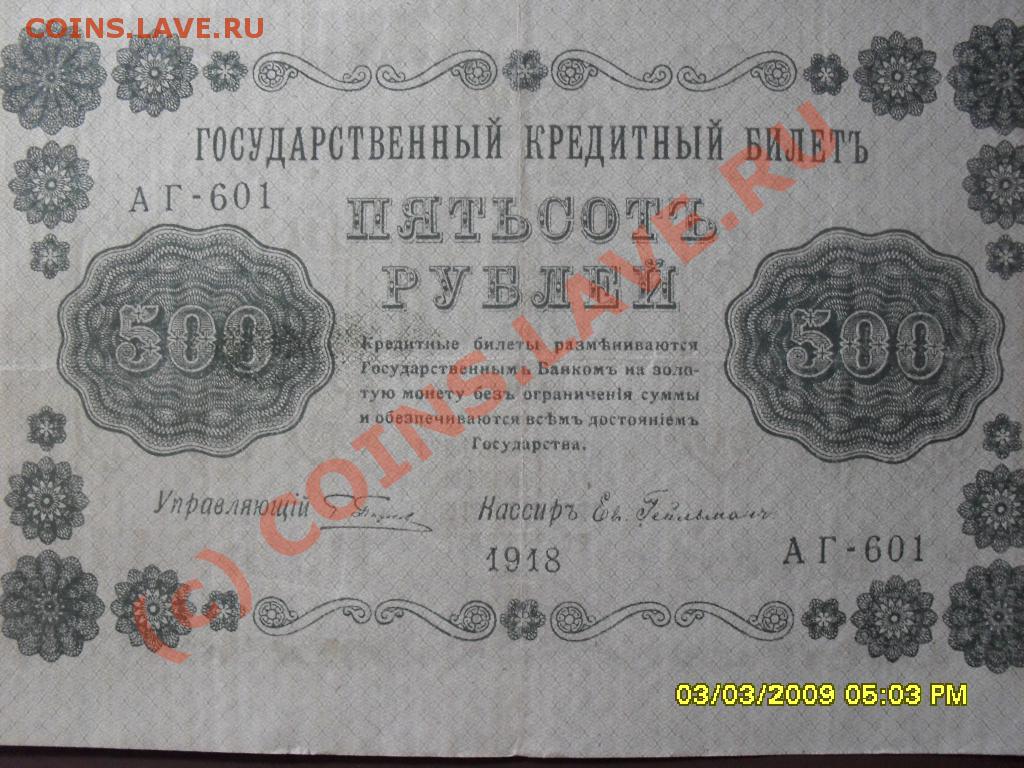 COINS.LAVE.RU
ГОСУДАРСТВЕННЫЙ КРЕДИТНЫЙ БИЛЕТЪ
АГ-601
ПЯТЬСОТЪ
РУБЛЕЙ
500
500
Кредитные билеты размѣниваются
Государственнымъ Банкомъ на золо-
тую монету безъ ограниченія суммы
и обезпечиваются всѣмъ достояніемъ
Государства.
Управляющій
Кассиръ Ев. Гейльманъ
1918
АГ-601
(c) COINS.LAVE.RU
03/03/2009 05:03 PM